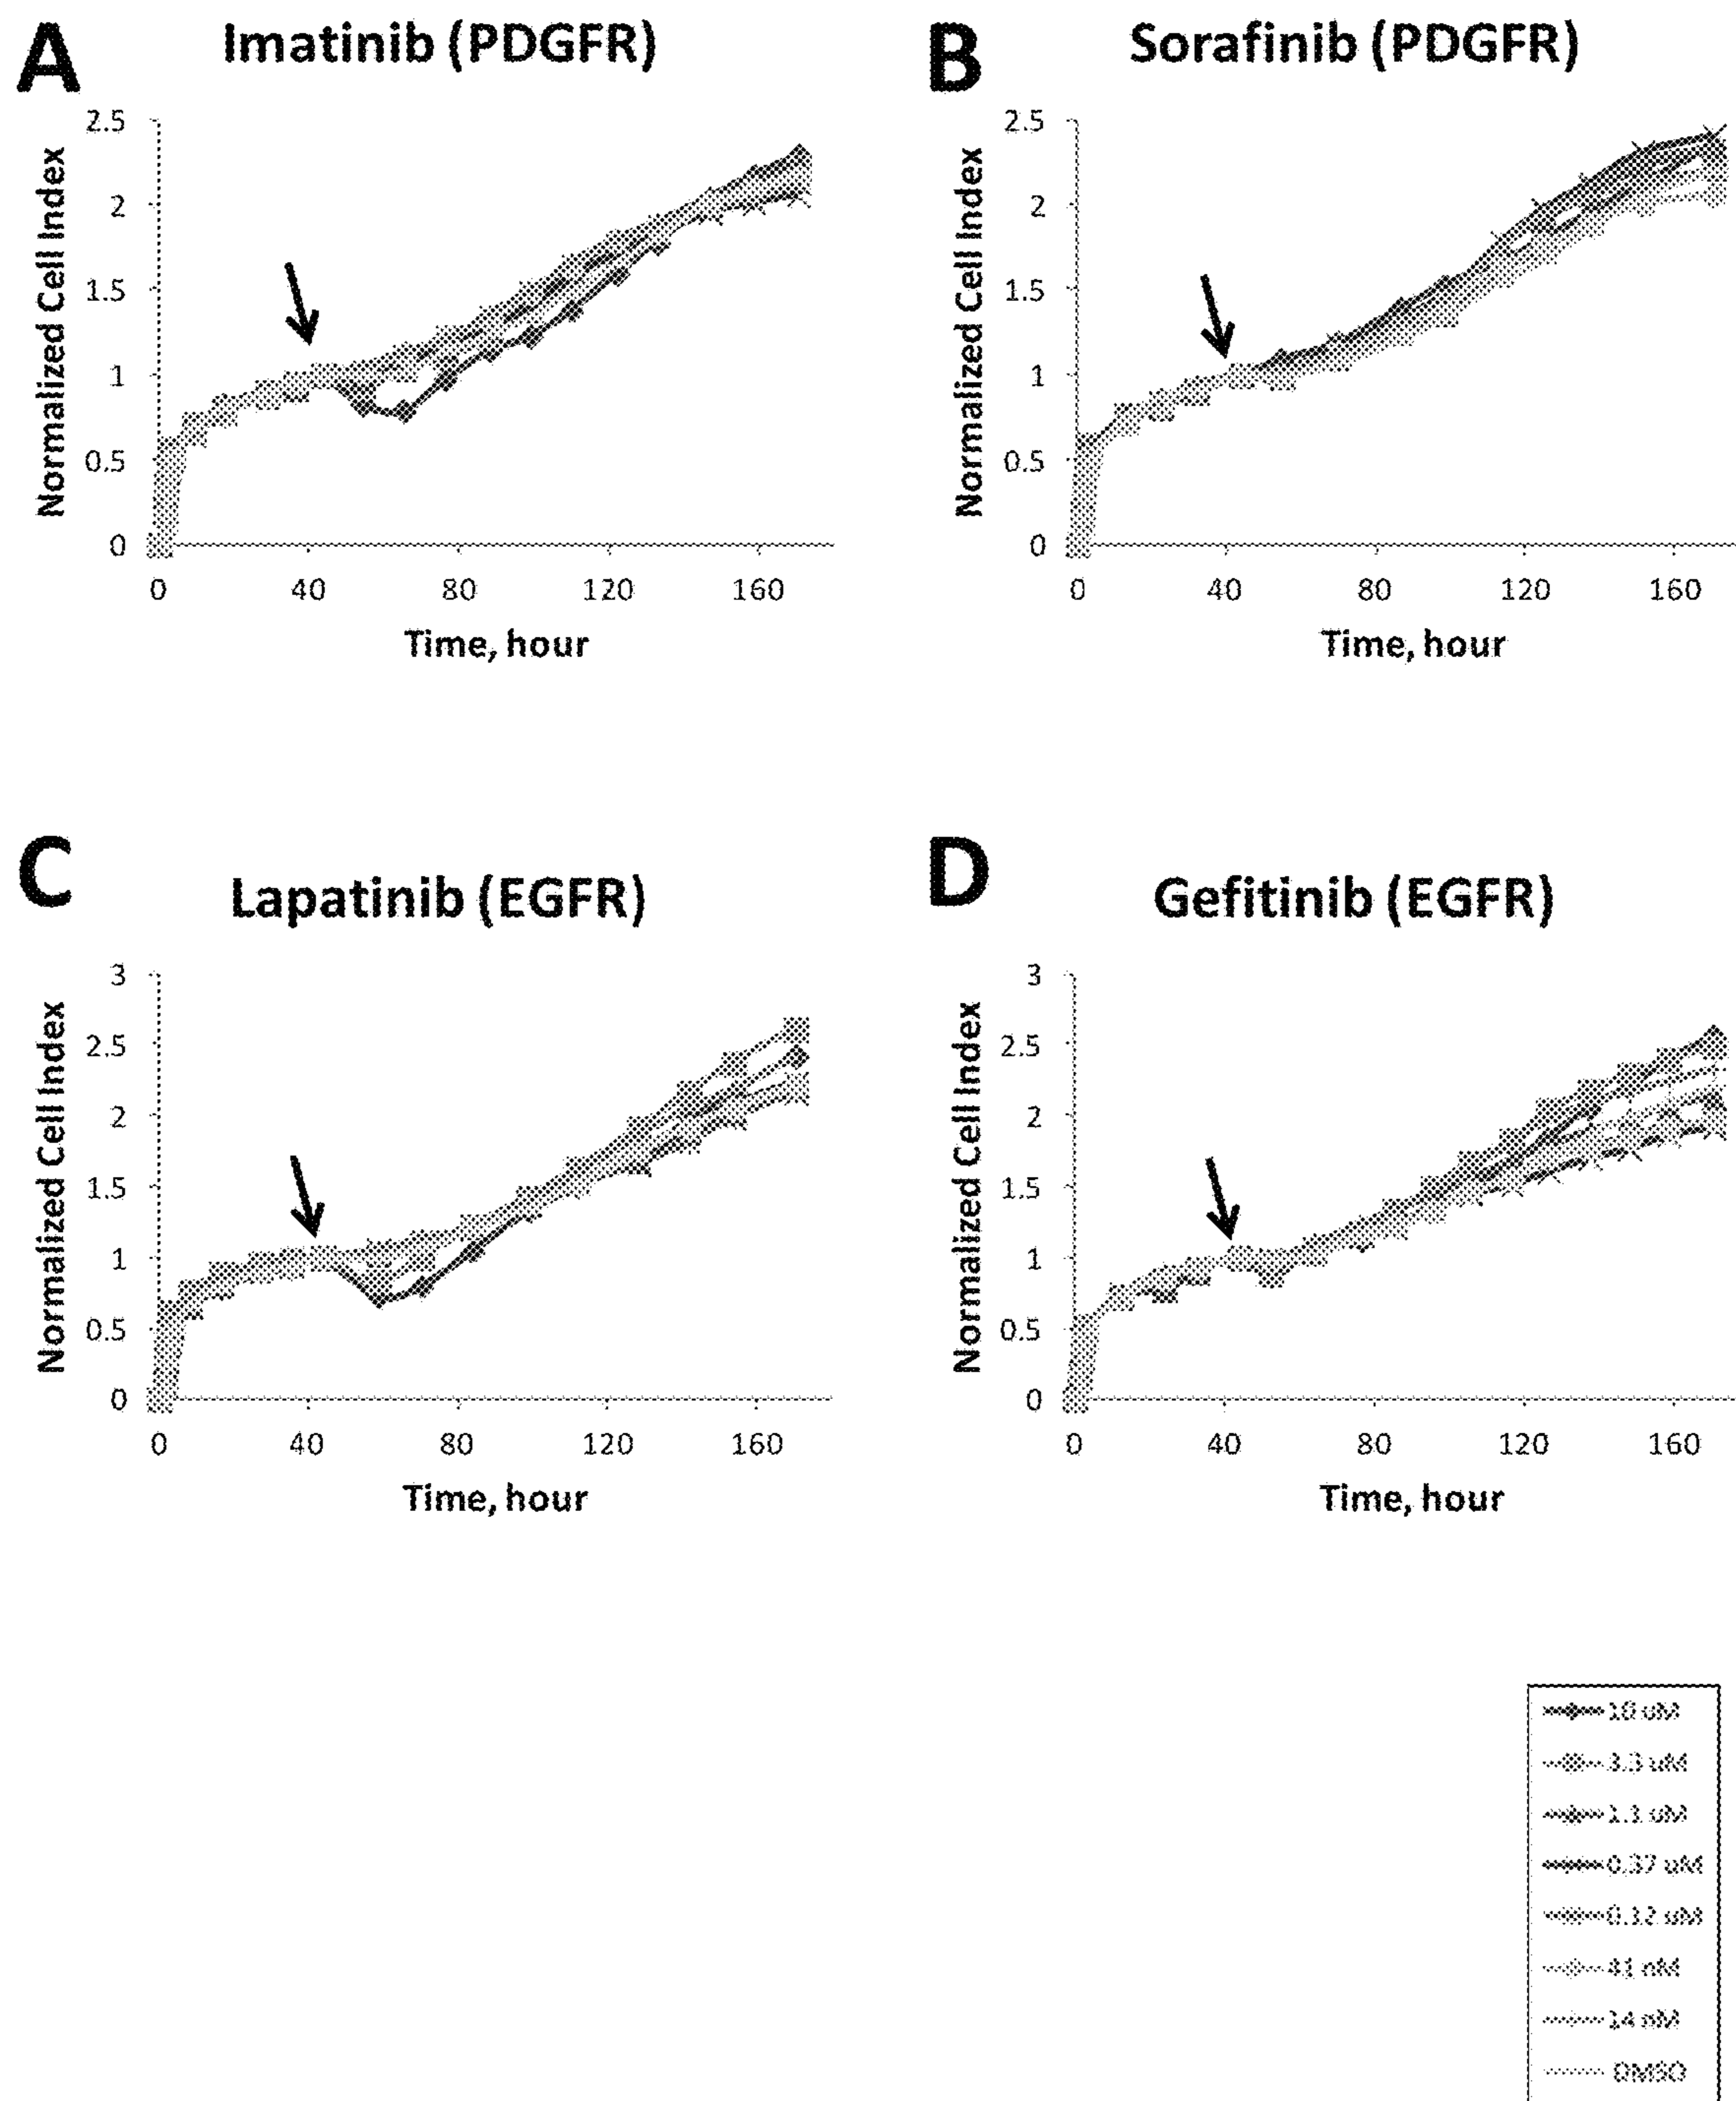 A
Imatinib (PDGFR)
2.5
2
1.5
1
0.5
0
Normalized Cell Index
0 40 80 120 160
Time, hour
B
Sorafinib (PDGFR)
2.5
2
1.5
1
0.5
0
Normalized Cell Index
0 40 80 120 160
Time, hour
C
Lapatinib (EGFR)
3
2.5
2
1.5
1
0.5
0
Normalized Cell Index
0 40 80 120 160
Time, hour
D
Gefitinib (EGFR)
3
2.5
2
1.5
1
0.5
0
Normalized Cell Index
0 40 80 120 160
Time, hour
10 uM
3.3 uM
1.1 uM
0.37 uM
0.12 uM
41 nM
14 nM
DMSO